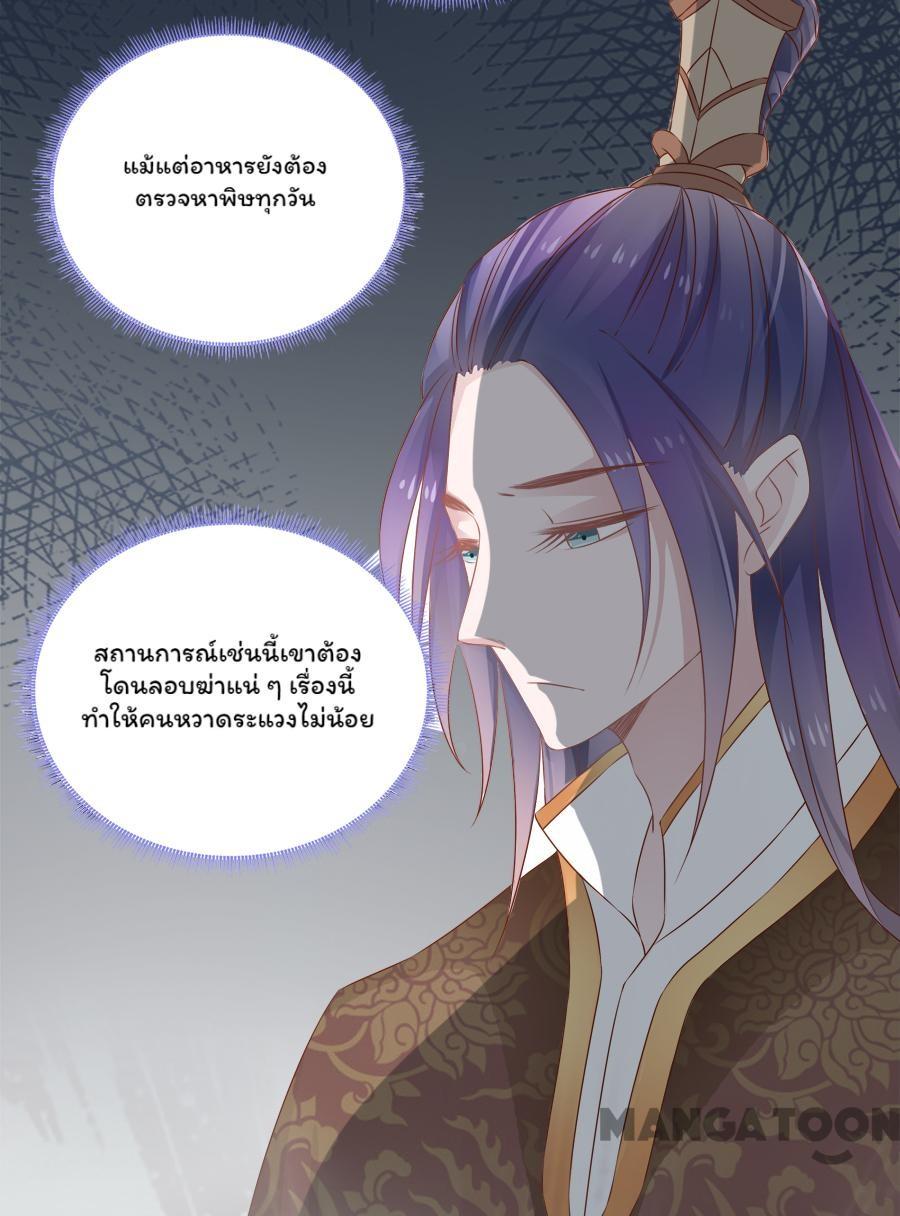 แม้แต่อาหารยังต้อง
ตรวจหาพิษทุกวัน
สถานการณ์เช่นนี้เขาต้อง
โดนลอบฆ่าแน่ ๆ เรื่องนี้
ทำให้คนหวาดระแวงไม่น้อย
MANGATOON